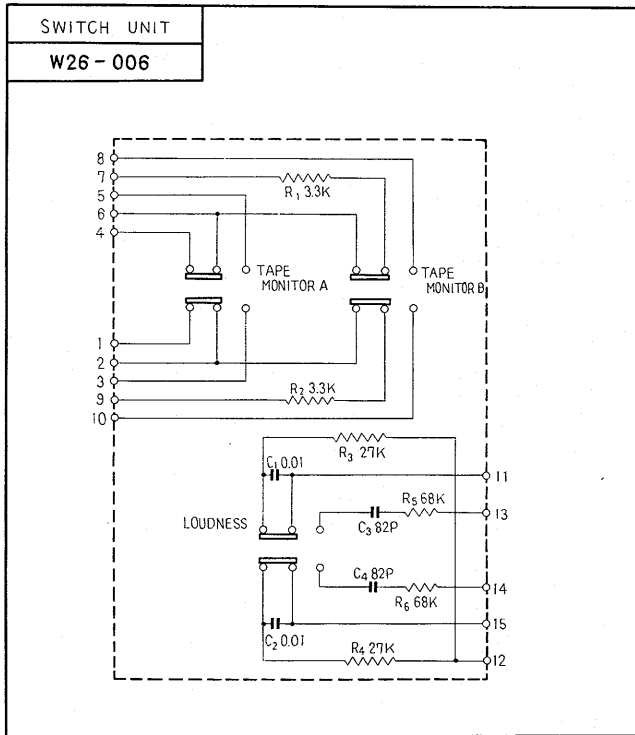 SWITCH UNIT
W26-006
8
7
R1 3.3K
5
6
4
TAPE
MONITOR A
TAPE
MONITOR B
1
2
3
9
R2 3.3K
10
R3 27K
C1 0.01
11
R5 68K
13
C3 82P
LOUDNESS
C4 82P
14
R6 68K
15
C2 0.01
R4 27K
12